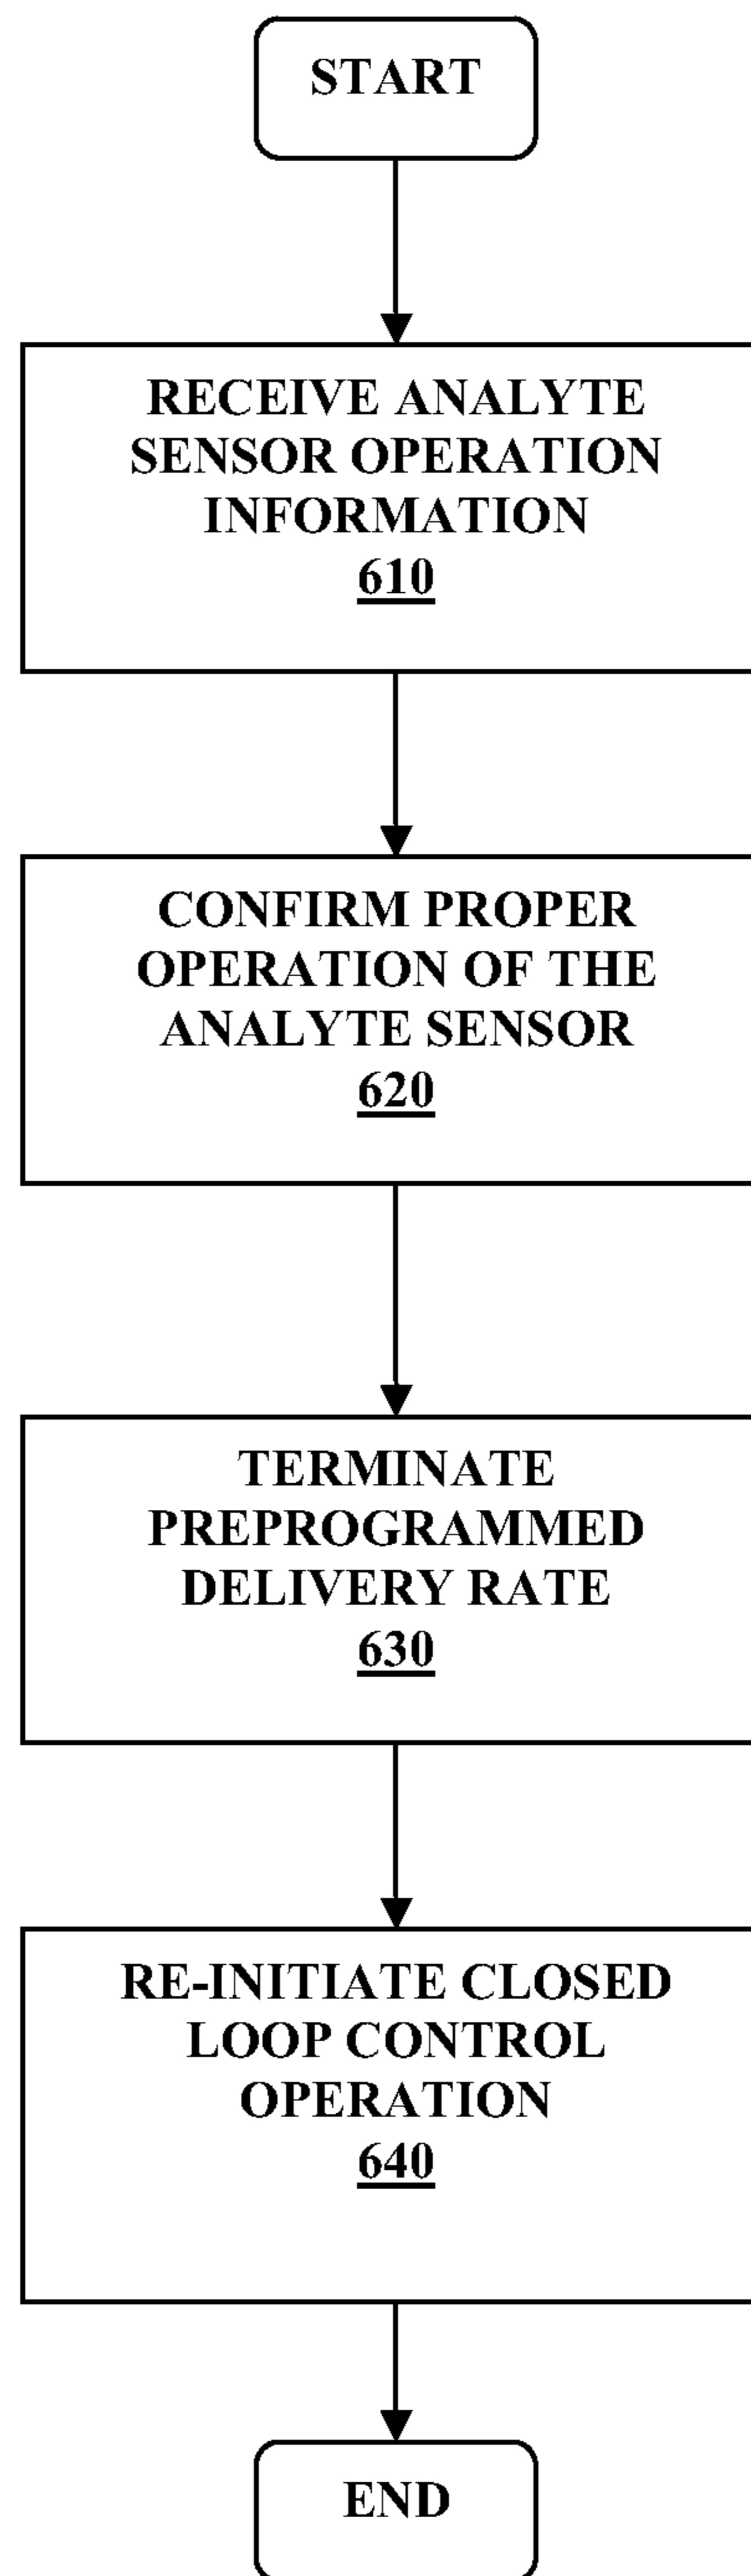 START
RECEIVE ANALYTE
SENSOR OPERATION
INFORMATION
610
CONFIRM PROPER
OPERATION OF THE
ANALYTE SENSOR
620
TERMINATE
PREPROGRAMMED
DELIVERY RATE
630
RE-INITIATE CLOSED
LOOP CONTROL
OPERATION
640
END